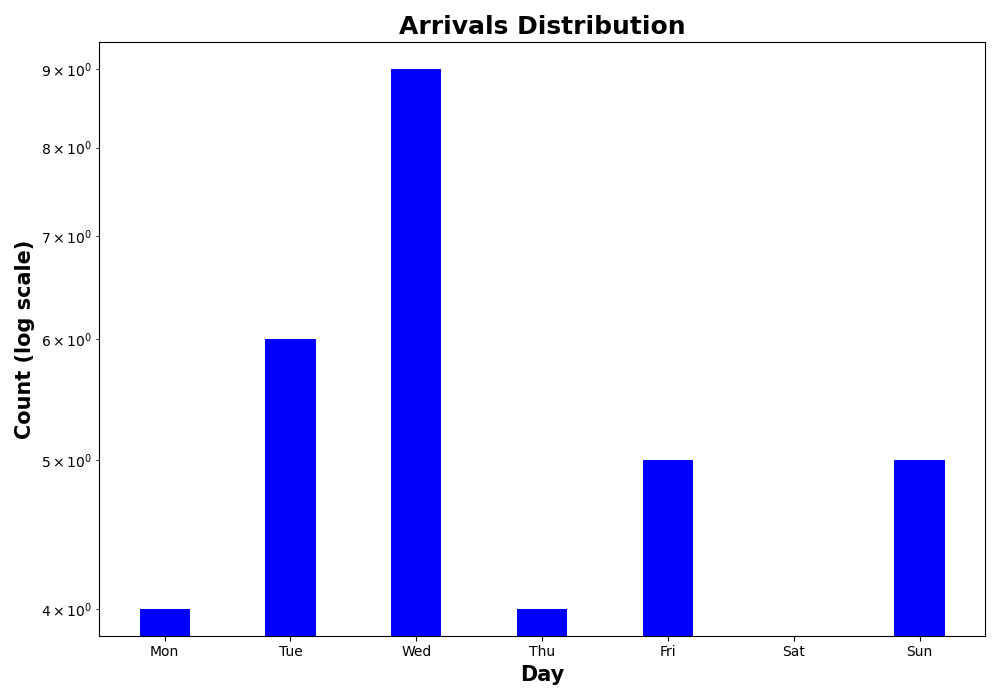 Arrivals Distribution
Count (log scale)
9 × 10⁰
8 × 10⁰
7 × 10⁰
6 × 10⁰
5 × 10⁰
4 × 10⁰
Mon Tue Wed Thu Fri Sat Sun
Day